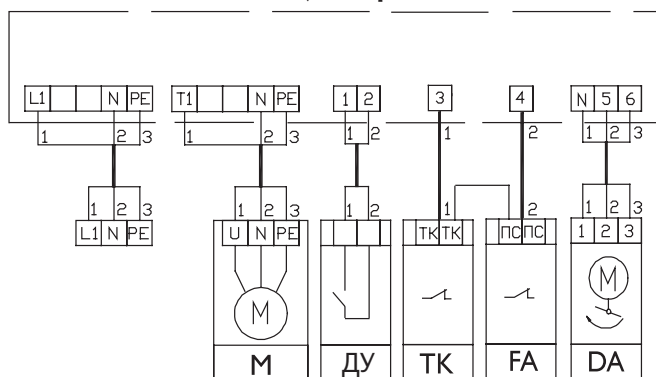 L1 N PE T1 N PE 1 2 3 4 N 5 6
1 2 3 1 2 3 1 2 1 2 1 2 3
1 2 3 1 2 3 1 2 1 2 1 2 3
L1 N PE U N PE ТК ТК ПС ПС 1 2 3
M M
M ДУ ТК FA DA